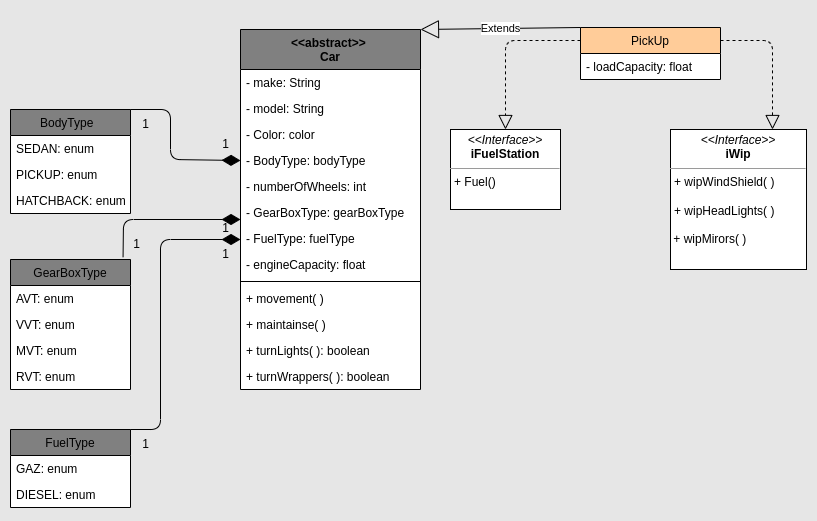 <<abstract>>
Car
- make: String
- model: String
- Color: color
- BodyType: bodyType
- numberOfWheels: int
- GearBoxType: gearBoxType
- FuelType: fuelType
- engineCapacity: float
+ movement( )
+ maintainse( )
+ turnLights( ): boolean
+ turnWrappers( ): boolean
Extends
PickUp
- loadCapacity: float
<<Interface>>
iFuelStation
+ Fuel()
<<Interface>>
iWip
+ wipWindShield( )
+ wipHeadLights( )
+ wipMirors( )
BodyType
SEDAN: enum
PICKUP: enum
HATCHBACK: enum
1
1
GearBoxType
AVT: enum
VVT: enum
MVT: enum
RVT: enum
1
1
FuelType
GAZ: enum
DIESEL: enum
1
1